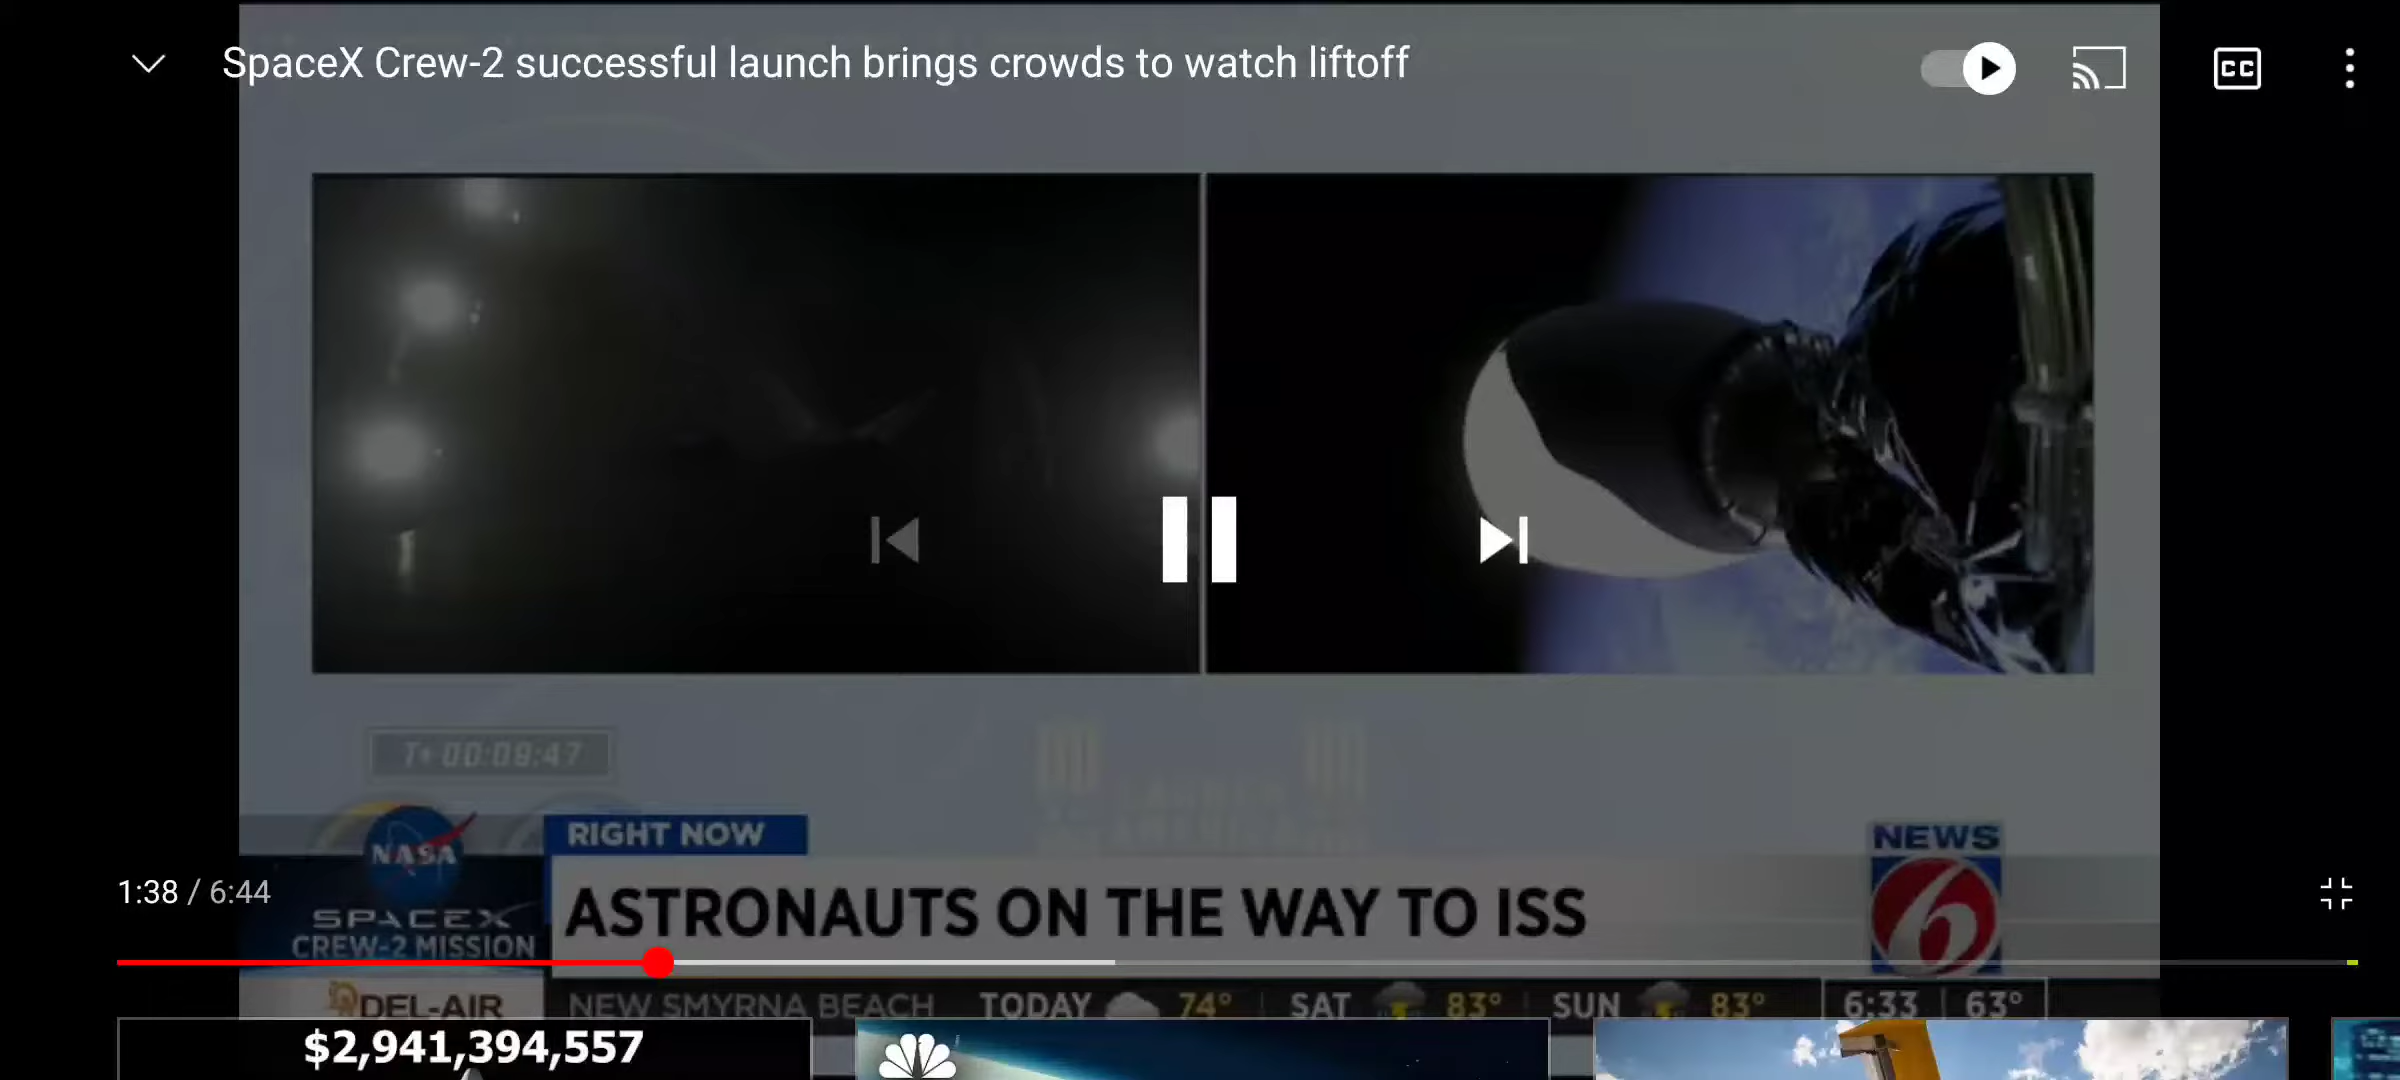 SpaceX Crew-2 successful launch brings crowds to watch liftoff
CC
T+ 00:09:47
NASA
SPACEX
CREW-2 MISSION
RIGHT NOW
ASTRONAUTS ON THE WAY TO ISS
NEWS
6
1:38 / 6:44
DEL-AIR
NEW SMYRNA BEACH TODAY 74° SAT 83° SUN 83° 6:33 63°
$2,941,394,557